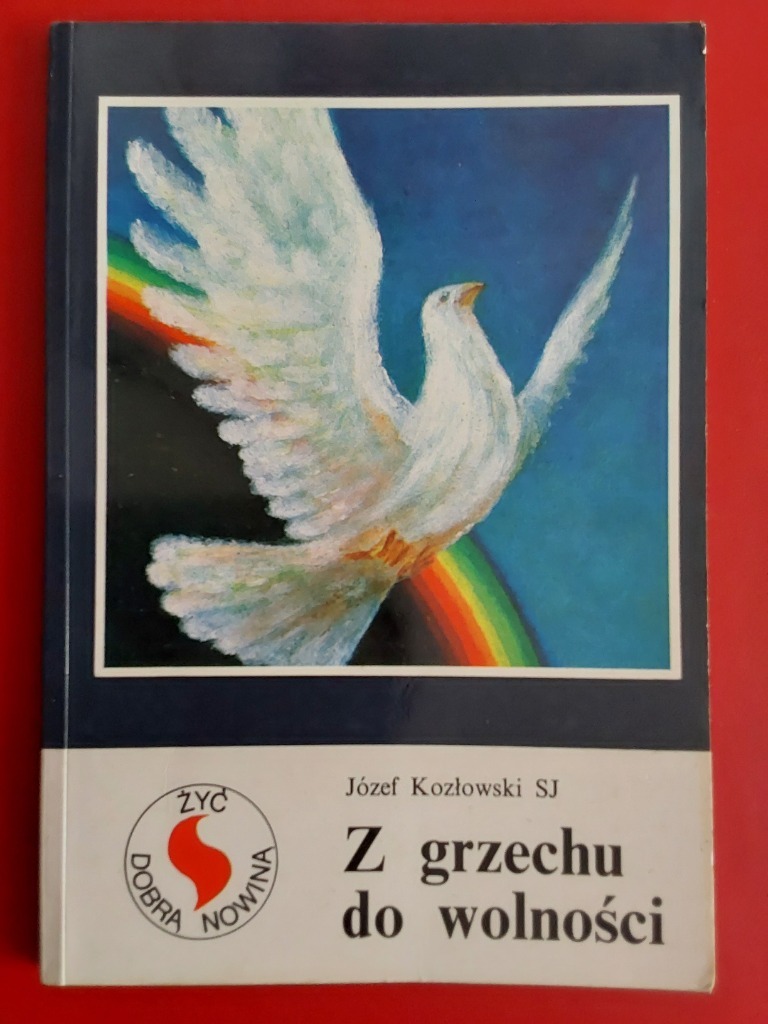 Józef Kozłowski SJ
Z grzechu
do wolności
ŻYĆ
DOBRĄ NOWINĄ